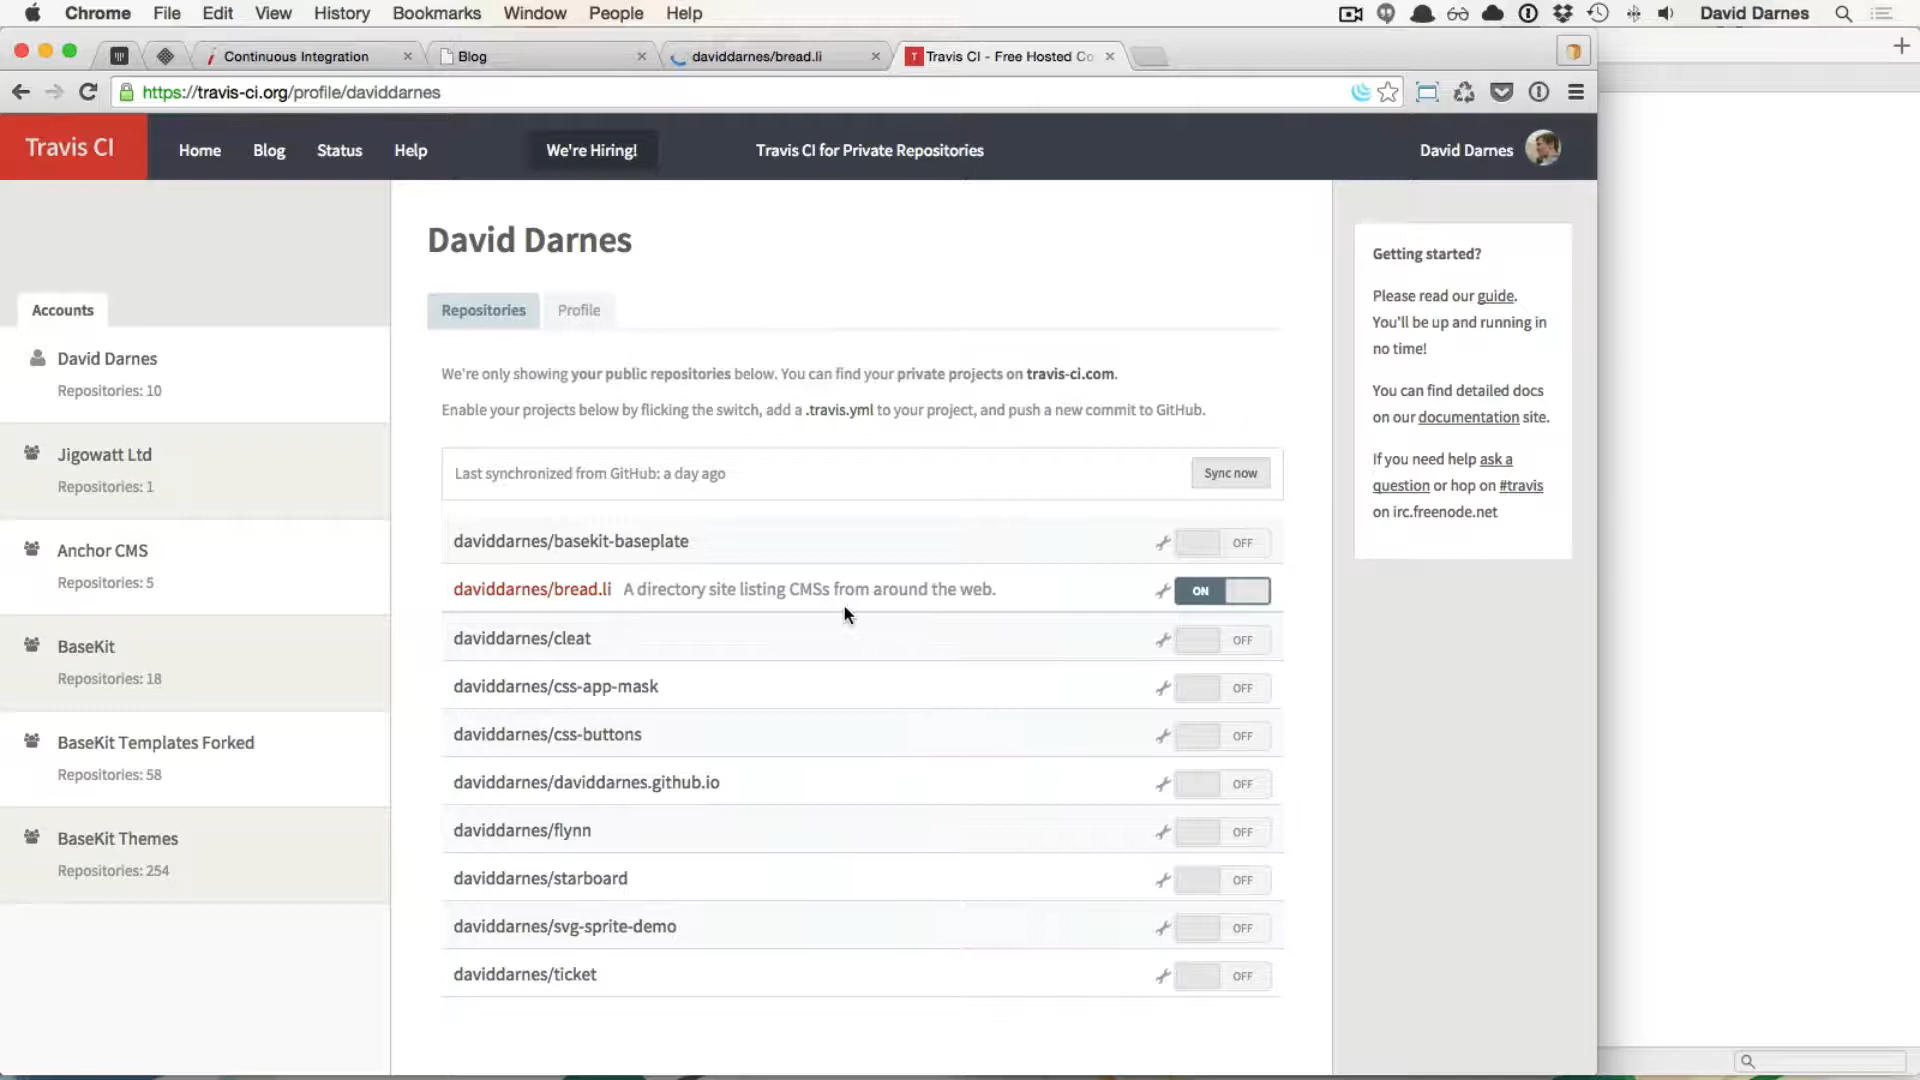 Chrome File Edit View History Bookmarks Window People Help David Darnes
Continuous Integration Blog daviddarnes/bread.li Travis CI - Free Hosted Co
https://travis-ci.org/profile/daviddarnes
Travis CI Home Blog Status Help We're Hiring! Travis CI for Private Repositories David Darnes
David Darnes
Accounts
David Darnes
Repositories: 10
Jigowatt Ltd
Repositories: 1
Anchor CMS
Repositories: 5
BaseKit
Repositories: 18
BaseKit Templates Forked
Repositories: 58
BaseKit Themes
Repositories: 254
Repositories Profile
We're only showing your public repositories below. You can find your private projects on travis-ci.com.
Enable your projects below by flicking the switch, add a .travis.yml to your project, and push a new commit to GitHub.
Last synchronized from GitHub: a day ago Sync now
daviddarnes/basekit-baseplate OFF
daviddarnes/bread.li A directory site listing CMSs from around the web. ON
daviddarnes/cleat OFF
daviddarnes/css-app-mask OFF
daviddarnes/css-buttons OFF
daviddarnes/daviddarnes.github.io OFF
daviddarnes/flynn OFF
daviddarnes/starboard OFF
daviddarnes/svg-sprite-demo OFF
daviddarnes/ticket OFF
Getting started?
Please read our guide.
You'll be up and running in
no time!
You can find detailed docs
on our documentation site.
If you need help ask a
question or hop on #travis
on irc.freenode.net